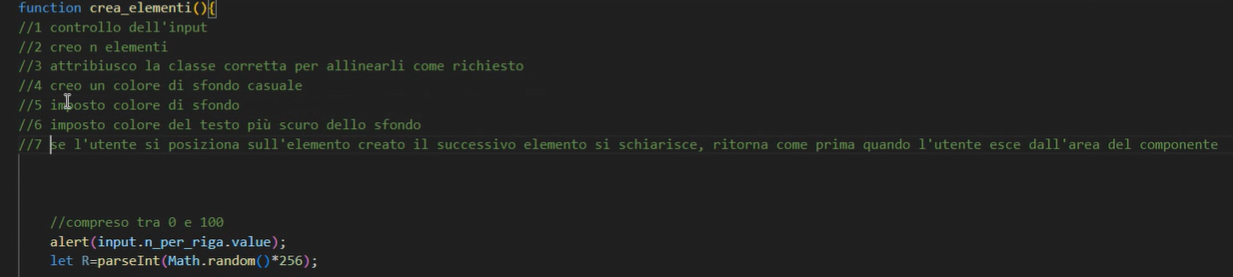 function crea_elementi(){
//1 controllo dell'input
//2 creo n elementi
//3 attribiusco la classe corretta per allinearli come richiesto
//4 creo un colore di sfondo casuale
//5 imposto colore di sfondo
//6 imposto colore del testo più scuro dello sfondo
//7 se l'utente si posiziona sull'elemento creato il successivo elemento si schiarisce, ritorna come prima quando l'utente esce dall'area del componente
//compreso tra 0 e 100
alert(input.n_per_riga.value);
let R=parseInt(Math.random()*256);